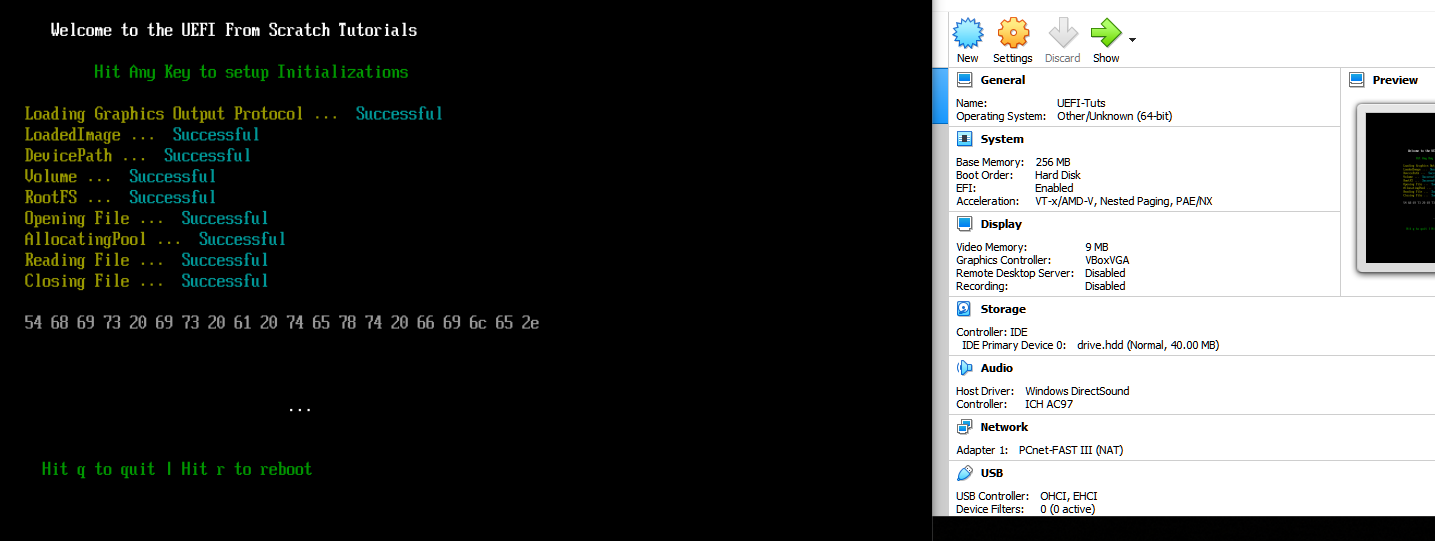 Welcome to the UEFI From Scratch Tutorials
Hit Any Key to setup Initializations
Loading Graphics Output Protocol ... Successful
LoadedImage ... Successful
DevicePath ... Successful
Volume ... Successful
RootFS ... Successful
Opening File ... Successful
AllocatingPool ... Successful
Reading File ... Successful
Closing File ... Successful
54 68 69 73 20 69 73 20 61 20 74 65 78 74 20 66 69 6c 65 2e
...
Hit q to quit | Hit r to reboot
New Settings Discard Show
General
Name: UEFI-Tuts
Operating System: Other/Unknown (64-bit)
System
Base Memory: 256 MB
Boot Order: Hard Disk
EFI: Enabled
Acceleration: VT-x/AMD-V, Nested Paging, PAE/NX
Display
Video Memory: 9 MB
Graphics Controller: VBoxVGA
Remote Desktop Server: Disabled
Recording: Disabled
Storage
Controller: IDE
IDE Primary Device 0: drive.hdd (Normal, 40.00 MB)
Audio
Host Driver: Windows DirectSound
Controller: ICH AC97
Network
Adapter 1: PCnet-FAST III (NAT)
USB
USB Controller: OHCI, EHCI
Device Filters: 0 (0 active)
Preview